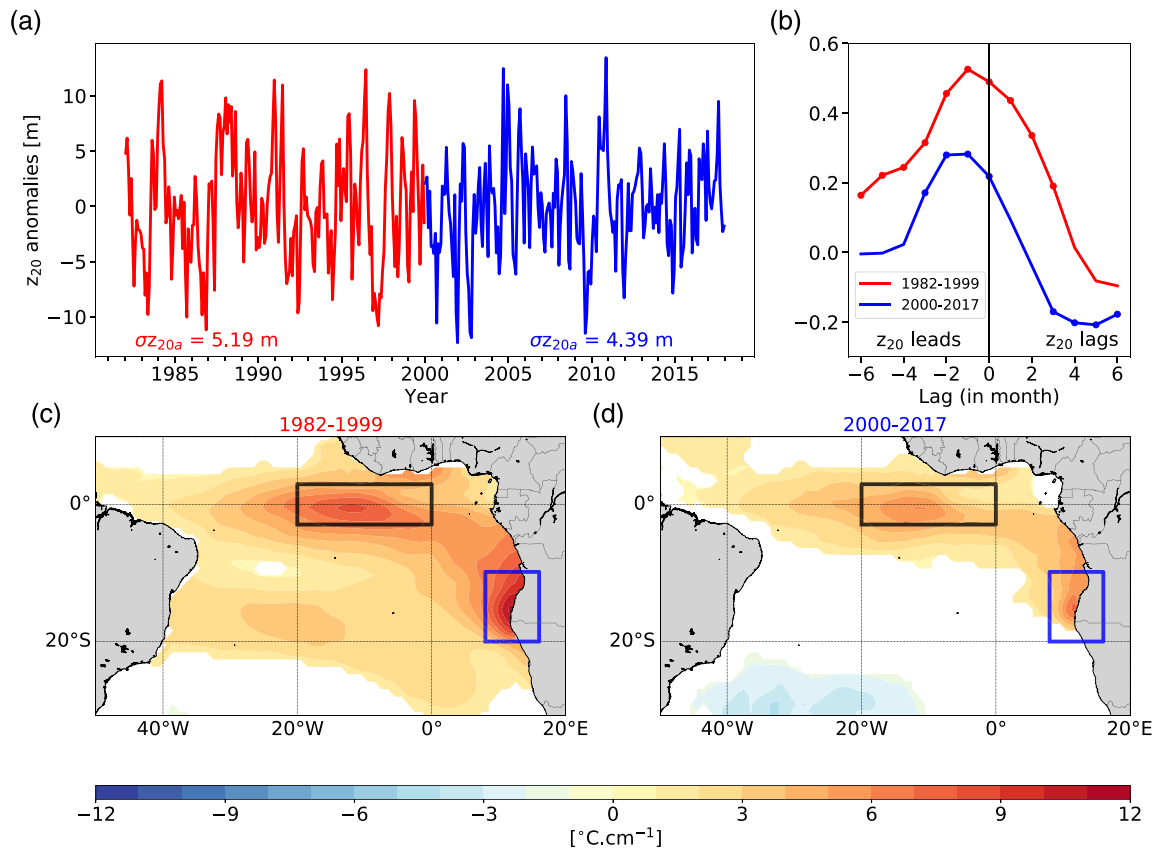 (a)
(b)
z₂₀ anomalies [m]
10
5
0
−5
−10
σz₂₀ₐ = 5.19 m
σz₂₀ₐ = 4.39 m
1985 1990 1995 2000 2005 2010 2015
Year
0.6
0.4
0.2
0.0
−0.2
1982-1999
2000-2017
z₂₀ leads
z₂₀ lags
−6 −4 −2 0 2 4 6
Lag (in month)
(c)
1982-1999
(d)
2000-2017
0°
20°S
40°W 20°W 0° 20°E
0°
20°S
40°W 20°W 0° 20°E
−12 −9 −6 −3 0 3 6 9 12
[°C.cm⁻¹]